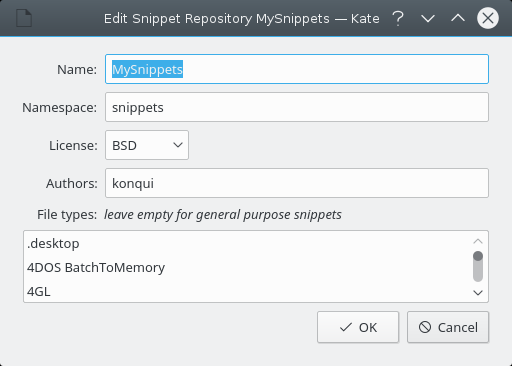 Edit Snippet Repository MySnippets — Kate
Name: MySnippets
Namespace: snippets
License: BSD
Authors: konqui
File types: leave empty for general purpose snippets
.desktop
4DOS BatchToMemory
4GL
OK Cancel